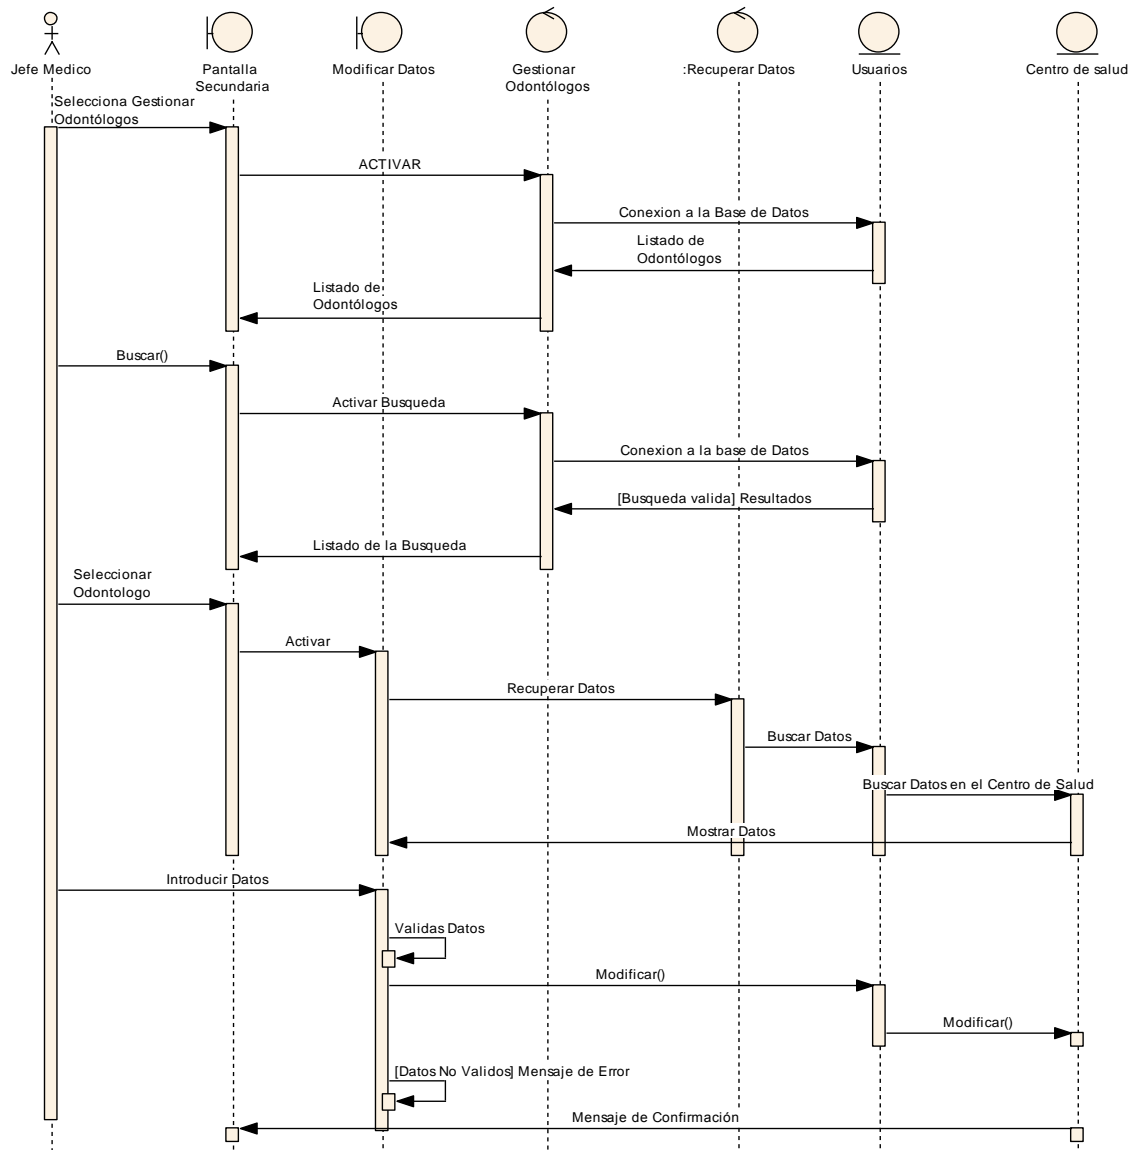 Jefe Medico
Pantalla
Secundaria
Modificar Datos
Gestionar
Odontólogos
:Recuperar Datos
Usuarios
Centro de salud
Selecciona Gestionar
Odontólogos
ACTIVAR
Conexion a la Base de Datos
Listado de
Odontólogos
Listado de
Odontólogos
Buscar()
Activar Busqueda
Conexion a la base de Datos
[Busqueda valida] Resultados
Listado de la Busqueda
Seleccionar
Odontologo
Activar
Recuperar Datos
Buscar Datos
Buscar Datos en el Centro de Salud
Mostrar Datos
Introducir Datos
Validas Datos
Modificar()
Modificar()
[Datos No Validos] Mensaje de Error
Mensaje de Confirmación